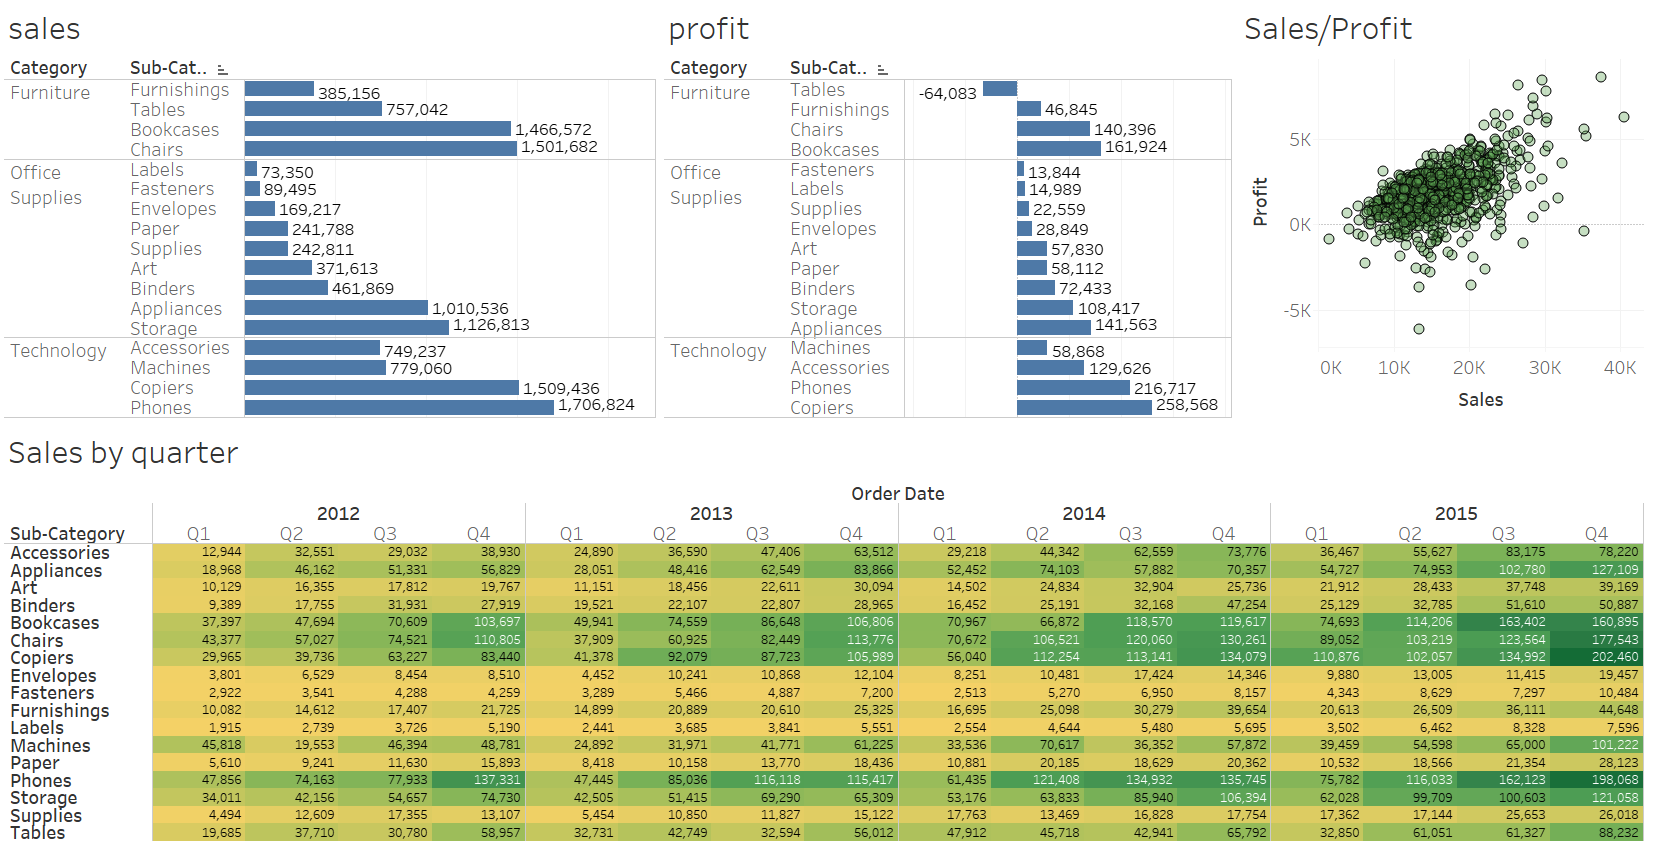 sales
Category Sub-Cat..
Furniture Furnishings 385,156
Tables 757,042
Bookcases 1,466,572
Chairs 1,501,682
Office Supplies Labels 73,350
Fasteners 89,495
Envelopes 169,217
Paper 241,788
Supplies 242,811
Art 371,613
Binders 461,869
Appliances 1,010,536
Storage 1,126,813
Technology Accessories 749,237
Machines 779,060
Copiers 1,509,436
Phones 1,706,824
profit
Category Sub-Cat..
Furniture Tables -64,083
Furnishings 46,845
Chairs 140,396
Bookcases 161,924
Office Supplies Fasteners 13,844
Labels 14,989
Supplies 22,559
Envelopes 28,849
Art 57,830
Paper 58,112
Binders 72,433
Storage 108,417
Appliances 141,563
Technology Machines 58,868
Accessories 129,626
Phones 216,717
Copiers 258,568
Sales/Profit
Profit
5K
0K
-5K
0K 10K 20K 30K 40K
Sales
Sales by quarter
Order Date
2012 2013 2014 2015
Sub-Category Q1 Q2 Q3 Q4 Q1 Q2 Q3 Q4 Q1 Q2 Q3 Q4 Q1 Q2 Q3 Q4
Accessories 12,944 32,551 29,032 38,930 24,890 36,590 47,406 63,512 29,218 44,342 62,559 73,776 36,467 55,627 83,175 78,220
Appliances 18,968 46,162 51,331 56,829 28,051 48,416 62,549 83,866 52,452 74,103 57,882 70,357 54,727 74,953 102,780 127,109
Art 10,129 16,355 17,812 19,767 11,151 18,456 22,611 30,094 14,502 24,834 32,904 25,736 21,912 28,433 37,748 39,169
Binders 9,389 17,755 31,931 27,919 19,521 22,107 22,807 28,965 16,452 25,191 32,168 47,254 25,129 32,785 51,610 50,887
Bookcases 37,397 47,694 70,609 103,697 49,941 74,559 86,648 106,806 70,967 66,872 118,570 119,617 74,693 114,206 163,402 160,895
Chairs 43,377 57,027 74,521 110,805 37,909 60,925 82,449 113,776 70,672 106,521 120,060 130,261 89,052 103,219 123,564 177,543
Copiers 29,965 39,736 63,227 83,440 41,378 92,079 87,723 105,989 56,040 112,254 113,141 134,079 110,876 102,057 134,992 202,460
Envelopes 3,801 6,529 8,454 8,510 4,452 10,241 10,868 12,104 8,251 10,481 17,424 14,346 9,880 13,005 11,415 19,457
Fasteners 2,922 3,541 4,288 4,259 3,289 5,466 4,887 7,200 2,513 5,270 6,950 8,157 4,343 8,629 7,297 10,484
Furnishings 10,082 14,612 17,407 21,725 14,899 20,889 20,610 25,325 16,695 25,098 30,279 39,654 20,613 26,509 36,111 44,648
Labels 1,915 2,739 3,726 5,190 2,441 3,685 3,841 5,551 2,554 4,644 5,480 5,695 3,502 6,462 8,328 7,596
Machines 45,818 19,553 46,394 48,781 24,892 31,971 41,771 61,225 33,536 70,617 36,352 57,872 39,459 54,598 65,000 101,222
Paper 5,610 9,241 11,630 15,893 8,418 10,158 13,770 18,436 10,881 20,185 18,629 20,362 10,532 18,566 21,354 28,123
Phones 47,856 74,163 77,933 137,331 47,445 85,036 116,118 115,417 61,435 121,408 134,932 135,745 75,782 116,033 162,123 198,068
Storage 34,011 42,156 54,657 74,730 42,505 51,415 69,290 65,309 53,176 63,833 85,940 106,394 62,028 99,709 100,603 121,058
Supplies 4,494 12,609 17,355 13,107 5,454 10,850 11,827 15,122 17,763 13,469 16,828 17,754 17,362 17,144 25,653 26,018
Tables 19,685 37,710 30,780 58,957 32,731 42,749 32,594 56,012 47,912 45,718 42,941 65,792 32,850 61,051 61,327 88,232